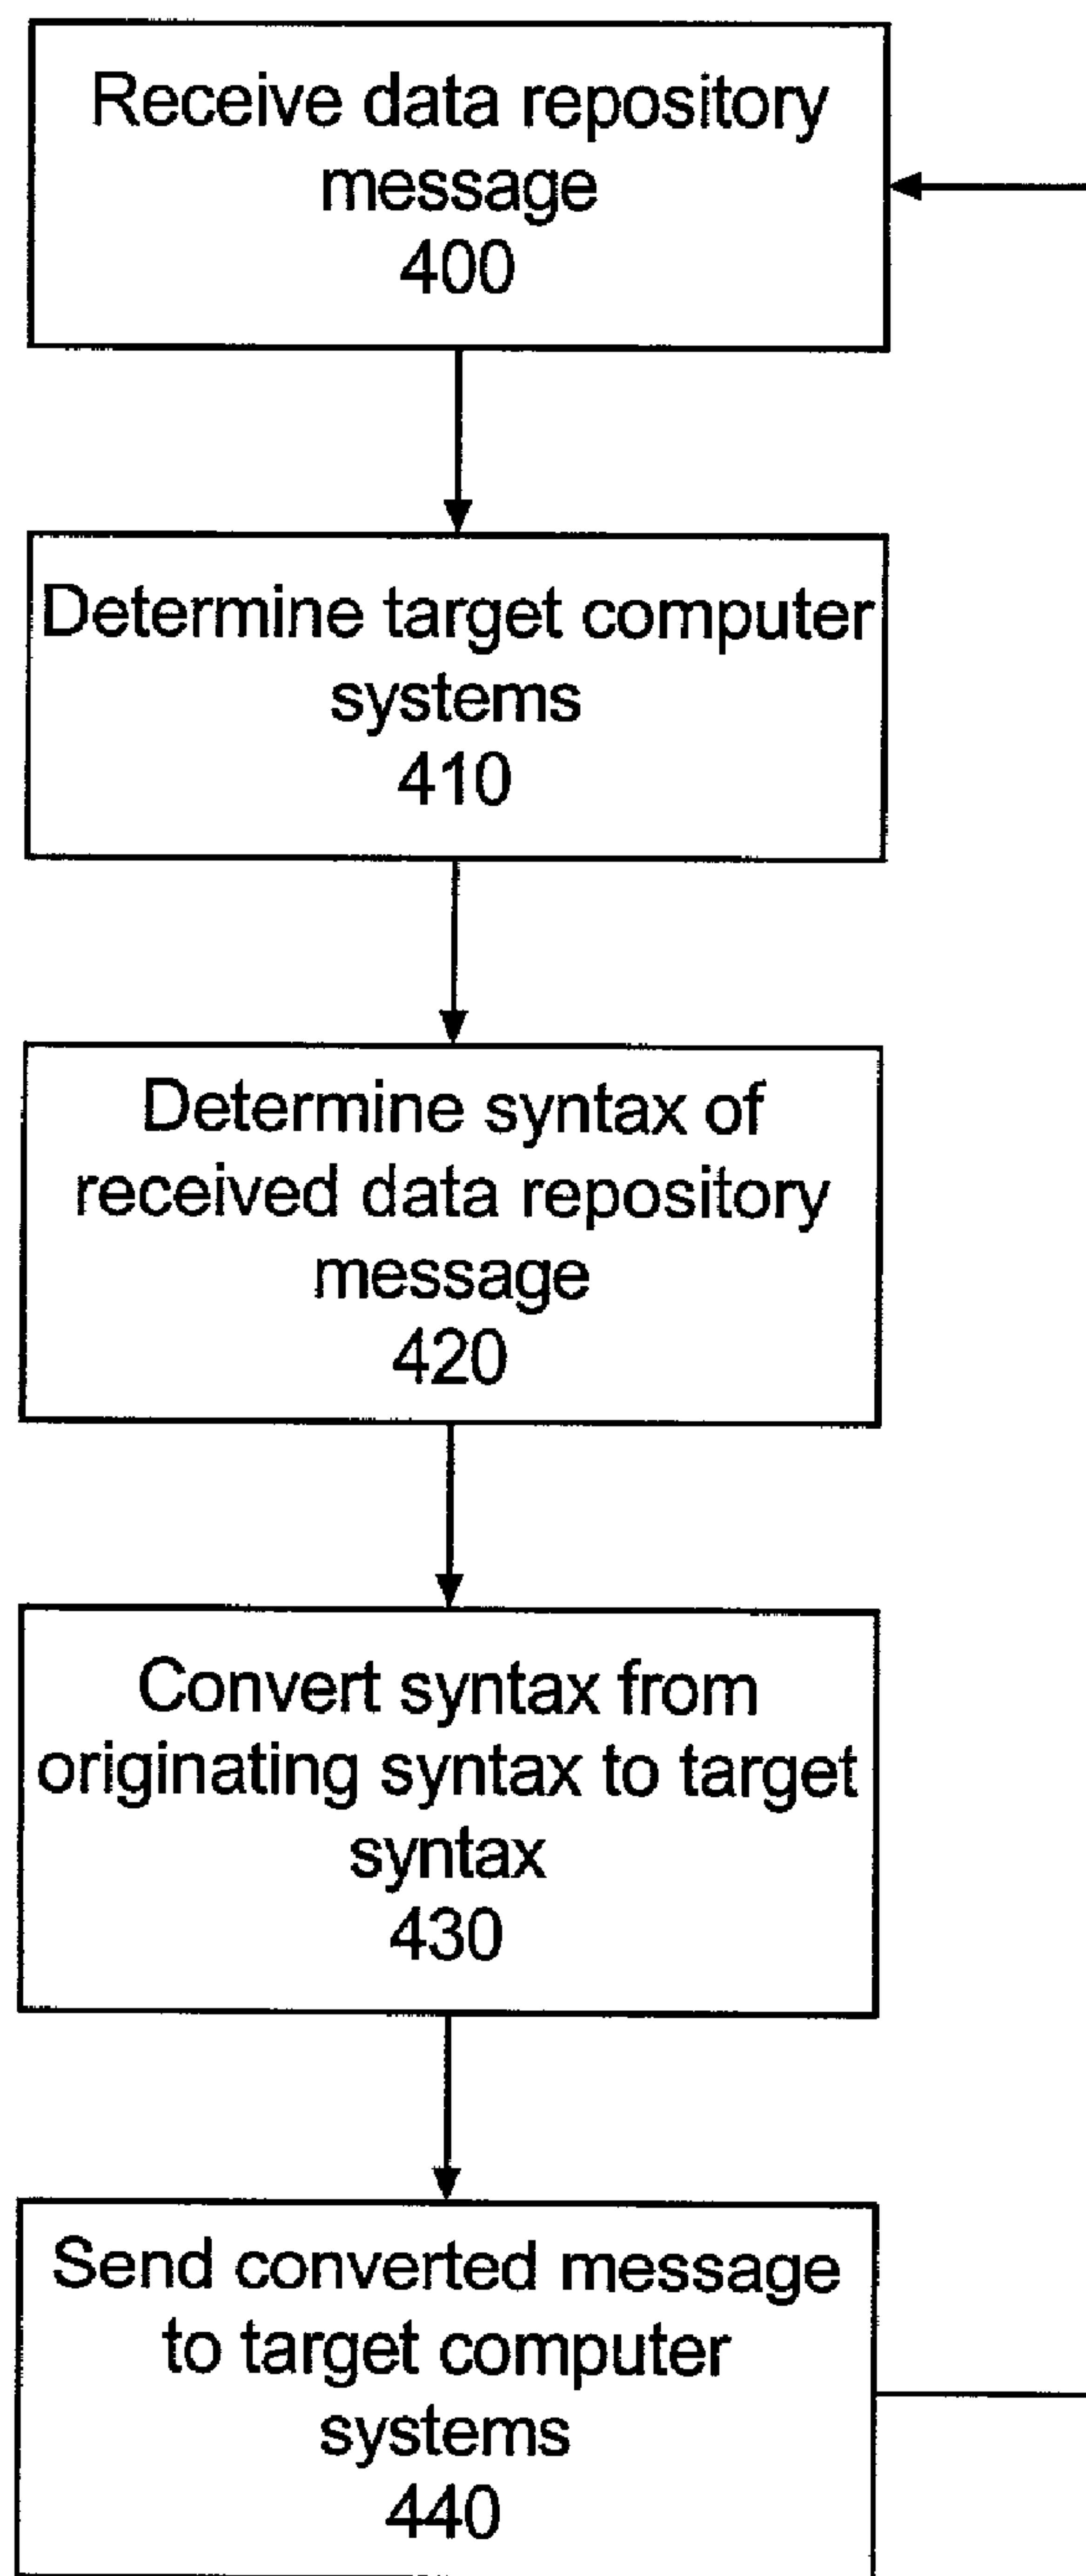 Receive data repository
message
400
Determine target computer
systems
410
Determine syntax of
received data repository
message
420
Convert syntax from
originating syntax to target
syntax
430
Send converted message
to target computer
systems
440